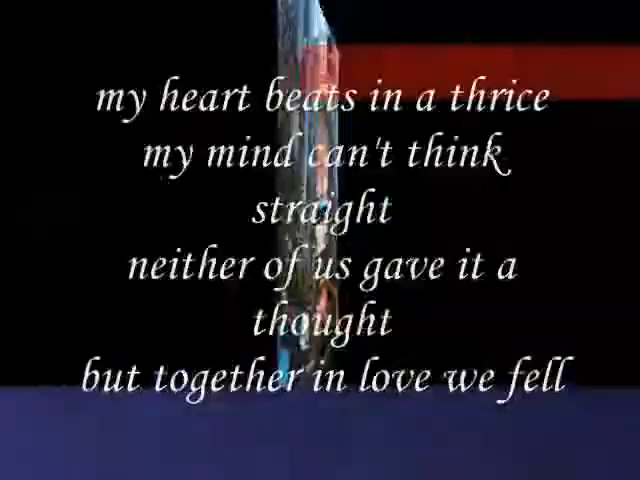 my heart beats in a thrice
my mind can't think
straight
neither of us gave it a
thought
but together in love we fell